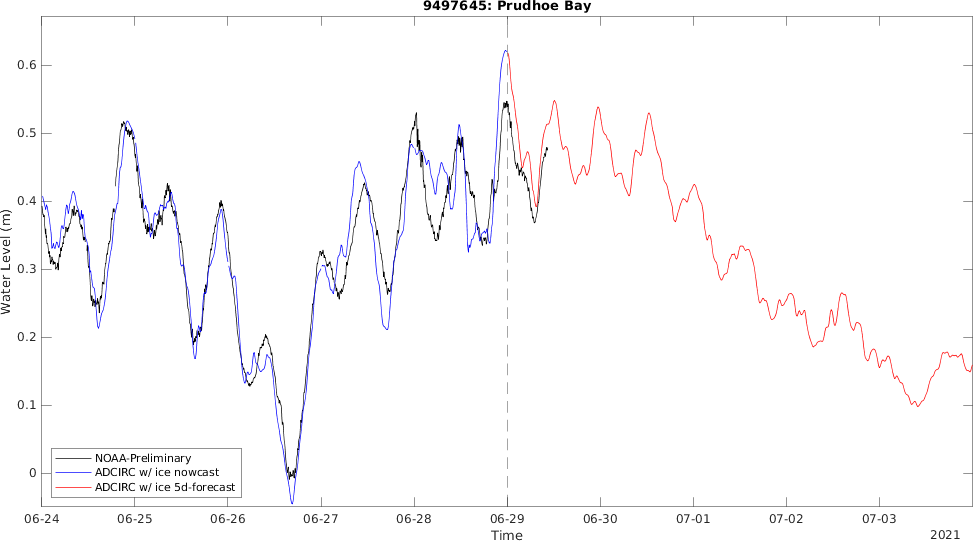 9497645: Prudhoe Bay
Water Level (m)
0.6
0.5
0.4
0.3
0.2
0.1
0
NOAA-Preliminary
ADCIRC w/ ice nowcast
ADCIRC w/ ice 5d-forecast
06-24 06-25 06-26 06-27 06-28 06-29 06-30 07-01 07-02 07-03
Time
2021